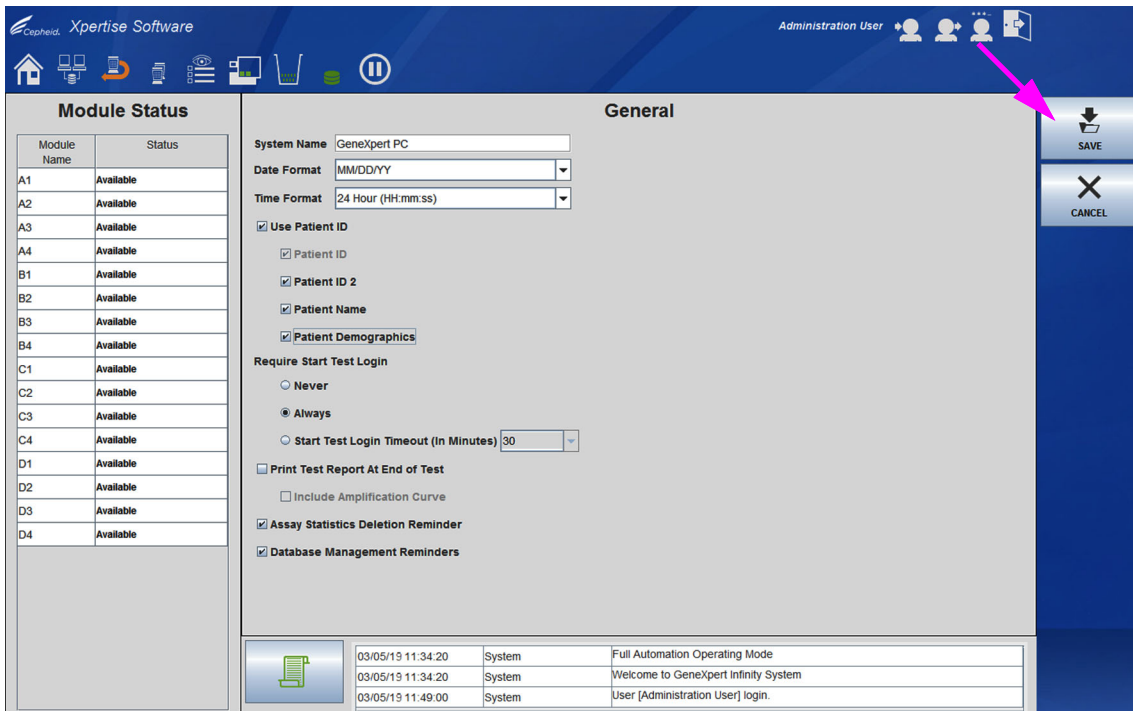 Cepheid. Xpertise Software
Administration User
Module Status
Module Name Status
A1 Available
A2 Available
A3 Available
A4 Available
B1 Available
B2 Available
B3 Available
B4 Available
C1 Available
C2 Available
C3 Available
C4 Available
D1 Available
D2 Available
D3 Available
D4 Available
General
System Name GeneXpert PC
Date Format MM/DD/YY
Time Format 24 Hour (HH:mm:ss)
Use Patient ID
Patient ID
Patient ID 2
Patient Name
Patient Demographics
Require Start Test Login
Never
Always
Start Test Login Timeout (In Minutes) 30
Print Test Report At End of Test
Include Amplification Curve
Assay Statistics Deletion Reminder
Database Management Reminders
SAVE
CANCEL
03/05/19 11:34:20 System Full Automation Operating Mode
03/05/19 11:34:20 System Welcome to GeneXpert Infinity System
03/05/19 11:49:00 System User [Administration User] login.